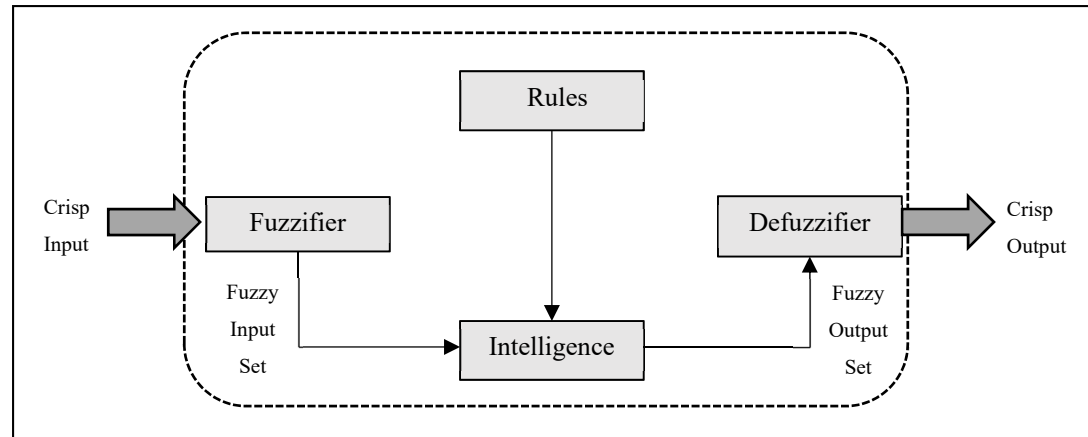 Rules
Crisp
Input
Fuzzifier
Defuzzifier
Crisp
Output
Fuzzy
Input
Set
Intelligence
Fuzzy
Output
Set